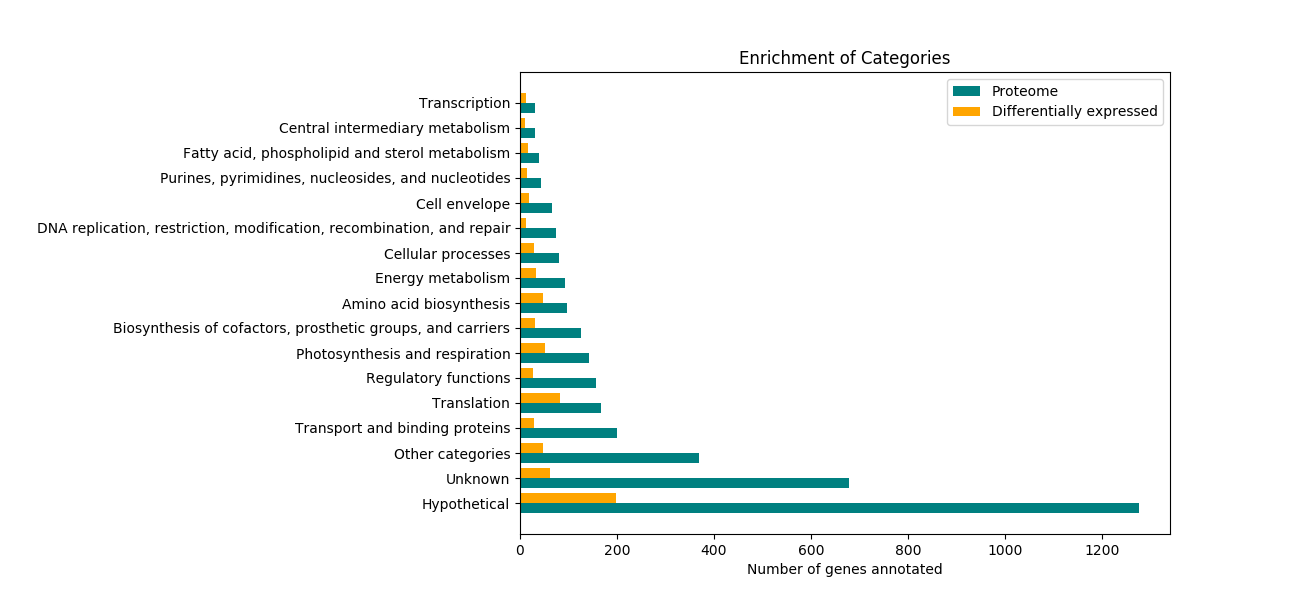 Enrichment of Categories
Proteome
Differentially expressed
Transcription
Central intermediary metabolism
Fatty acid, phospholipid and sterol metabolism
Purines, pyrimidines, nucleosides, and nucleotides
Cell envelope
DNA replication, restriction, modification, recombination, and repair
Cellular processes
Energy metabolism
Amino acid biosynthesis
Biosynthesis of cofactors, prosthetic groups, and carriers
Photosynthesis and respiration
Regulatory functions
Translation
Transport and binding proteins
Other categories
Unknown
Hypothetical
0 200 400 600 800 1000 1200
Number of genes annotated